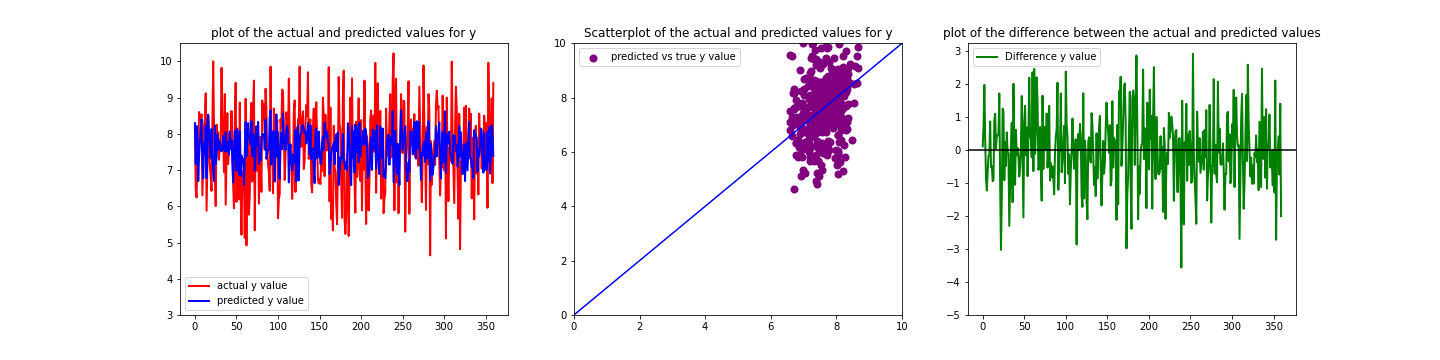 plot of the actual and predicted values for y
10
9
8
7
6
5
4
3
0 50 100 150 200 250 300 350
actual y value
predicted y value
Scatterplot of the actual and predicted values for y
predicted vs true y value
10
8
6
4
2
0
0 2 4 6 8 10
plot of the difference between the actual and predicted values
Difference y value
3
2
1
0
−1
−2
−3
−4
−5
0 50 100 150 200 250 300 350